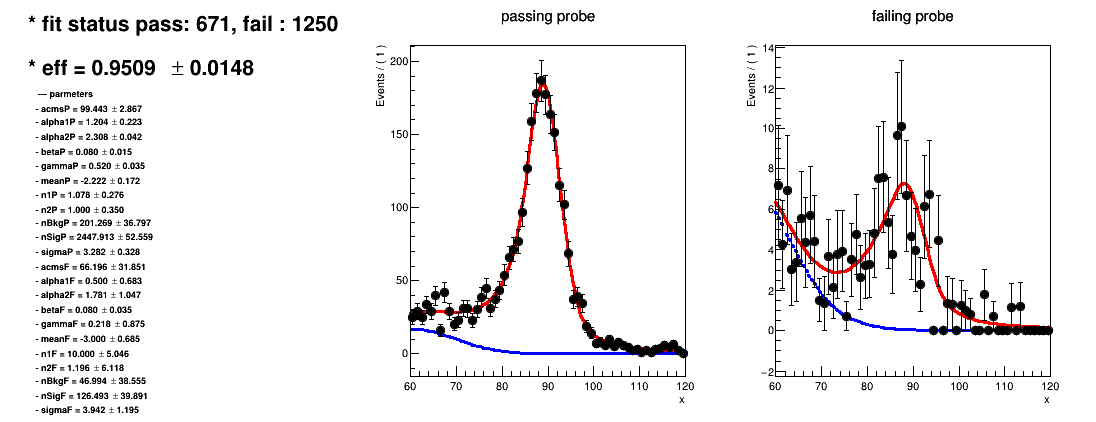 * fit status pass: 671, fail : 1250
* eff = 0.9509 ± 0.0148
--- parmeters
- acmsP = 99.443 ± 2.867
- alpha1P = 1.204 ± 0.223
- alpha2P = 2.308 ± 0.042
- betaP = 0.080 ± 0.015
- gammaP = 0.520 ± 0.035
- meanP = -2.222 ± 0.172
- n1P = 1.078 ± 0.276
- n2P = 1.000 ± 0.350
- nBkgP = 201.269 ± 36.797
- nSigP = 2447.913 ± 52.559
- sigmaP = 3.282 ± 0.328
- acmsF = 66.196 ± 31.851
- alpha1F = 0.500 ± 0.683
- alpha2F = 1.781 ± 1.047
- betaF = 0.080 ± 0.035
- gammaF = 0.218 ± 0.875
- meanF = -3.000 ± 0.685
- n1F = 10.000 ± 5.046
- n2F = 1.196 ± 6.118
- nBkgF = 46.994 ± 38.555
- nSigF = 126.493 ± 39.891
- sigmaF = 3.942 ± 1.195
passing probe
Events / ( 1 )
200
150
100
50
0
60 70 80 90 100 110 120
x
failing probe
Events / ( 1 )
14
12
10
8
6
4
2
0
−2
60 70 80 90 100 110 120
x